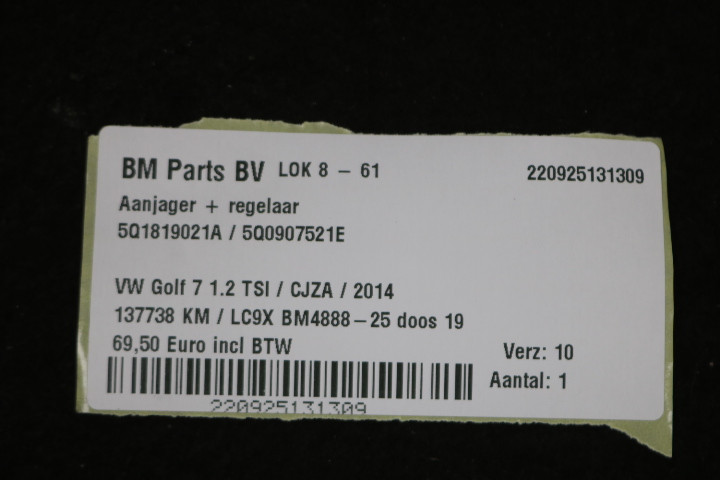 BM Parts BV LOK 8 - 61 220925131309
Aanjager + regelaar
5Q1819021A / 5Q0907521E
VW Golf 7 1.2 TSI / CJZA / 2014
137738 KM / LC9X BM4888-25 doos 19
69,50 Euro incl BTW Verz: 10
Aantal: 1
220925131309